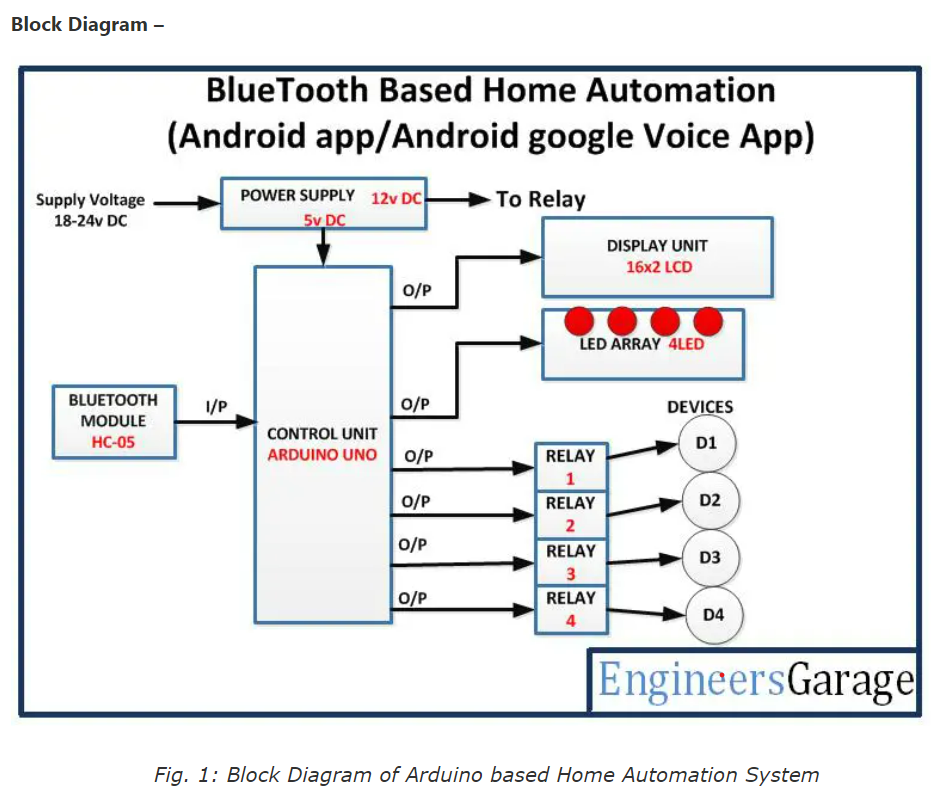 Block Diagram –
BlueTooth Based Home Automation
(Android app/Android google Voice App)
Supply Voltage
18-24v DC
POWER SUPPLY 12v DC
5v DC
To Relay
O/P
DISPLAY UNIT
16x2 LCD
LED ARRAY 4LED
BLUETOOTH
MODULE
HC-05
I/P
CONTROL UNIT
ARDUINO UNO
O/P
DEVICES
O/P
RELAY
1
D1
O/P
RELAY
2
D2
O/P
RELAY
3
D3
O/P
RELAY
4
D4
EngineersGarage
Fig. 1: Block Diagram of Arduino based Home Automation System